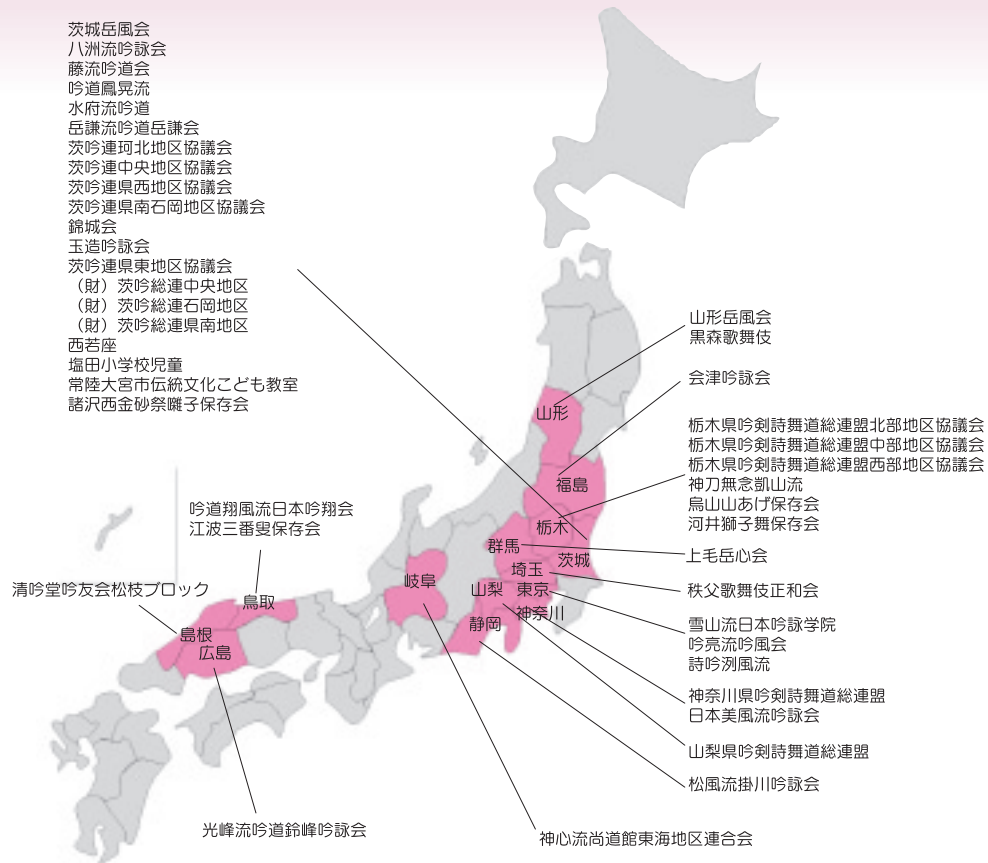 茨城岳風会
八洲流吟詠会
藤流吟道会
吟道鳳晃流
水府流吟道
岳謙流吟道岳謙会
茨吟連珂北地区協議会
茨吟連中央地区協議会
茨吟連県西地区協議会
茨吟連県南石岡地区協議会
錦城会
玉造吟詠会
茨吟連県東地区協議会
（財）茨吟総連中央地区
（財）茨吟総連石岡地区
（財）茨吟総連県南地区
西若座
塩田小学校児童
常陸大宮市伝統文化こども教室
諸沢西金砂祭囃子保存会
山形岳風会
黒森歌舞伎
会津吟詠会
栃木県吟剣詩舞道総連盟北部地区協議会
栃木県吟剣詩舞道総連盟中部地区協議会
栃木県吟剣詩舞道総連盟西部地区協議会
神刀無念凱山流
烏山山あげ保存会
河井獅子舞保存会
上毛岳心会
秩父歌舞伎正和会
雪山流日本吟詠学院
吟亮流吟風会
詩吟洌風流
神奈川県吟剣詩舞道総連盟
日本美風流吟詠会
山梨県吟剣詩舞道総連盟
松風流掛川吟詠会
神心流尚道館東海地区連合会
光峰流吟道鈴峰吟詠会
清吟堂吟友会松枝ブロック
吟道翔風流日本吟翔会
江波三番叟保存会
山形
福島
栃木
群馬
茨城
埼玉
山梨
東京
神奈川
静岡
岐阜
鳥取
島根
広島